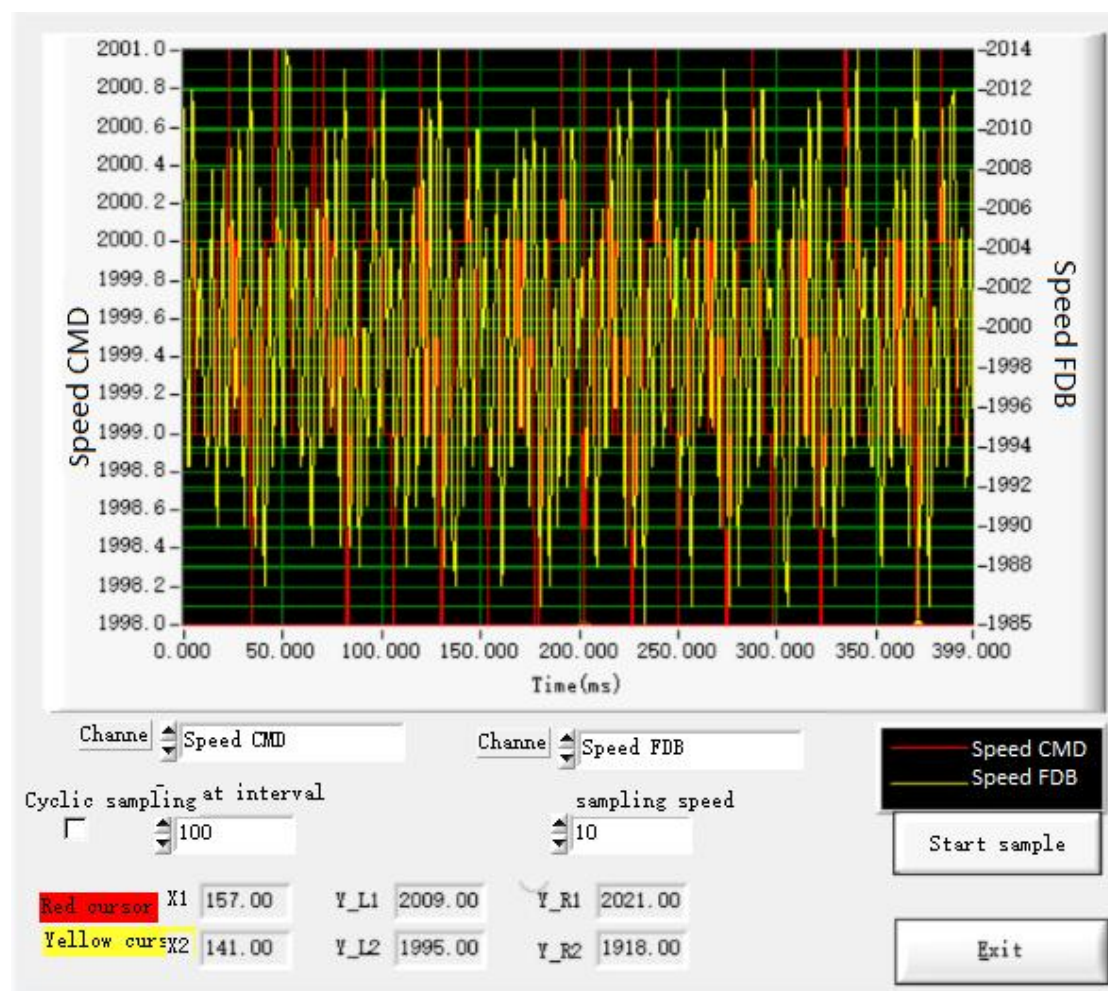 2001.0
2000.8
2000.6
2000.4
2000.2
2000.0
1999.8
1999.6
1999.4
1999.2
1999.0
1998.8
1998.6
1998.4
1998.2
1998.0
Speed CMD
2014
2012
2010
2008
2006
2004
2002
2000
1998
1996
1994
1992
1990
1988
1985
Speed FDB
0.000 50.000 100.000 150.000 200.000 250.000 300.000 350.000 399.000
Time(ms)
Channe Speed CMD Channe Speed FDB
Speed CMD
Speed FDB
Cyclic sampling at interval sampling speed
100 10
Start sample
Red cursor X1 157.00 Y_L1 2009.00 Y_R1 2021.00
Yellow curs X2 141.00 Y_L2 1995.00 Y_R2 1918.00
Exit